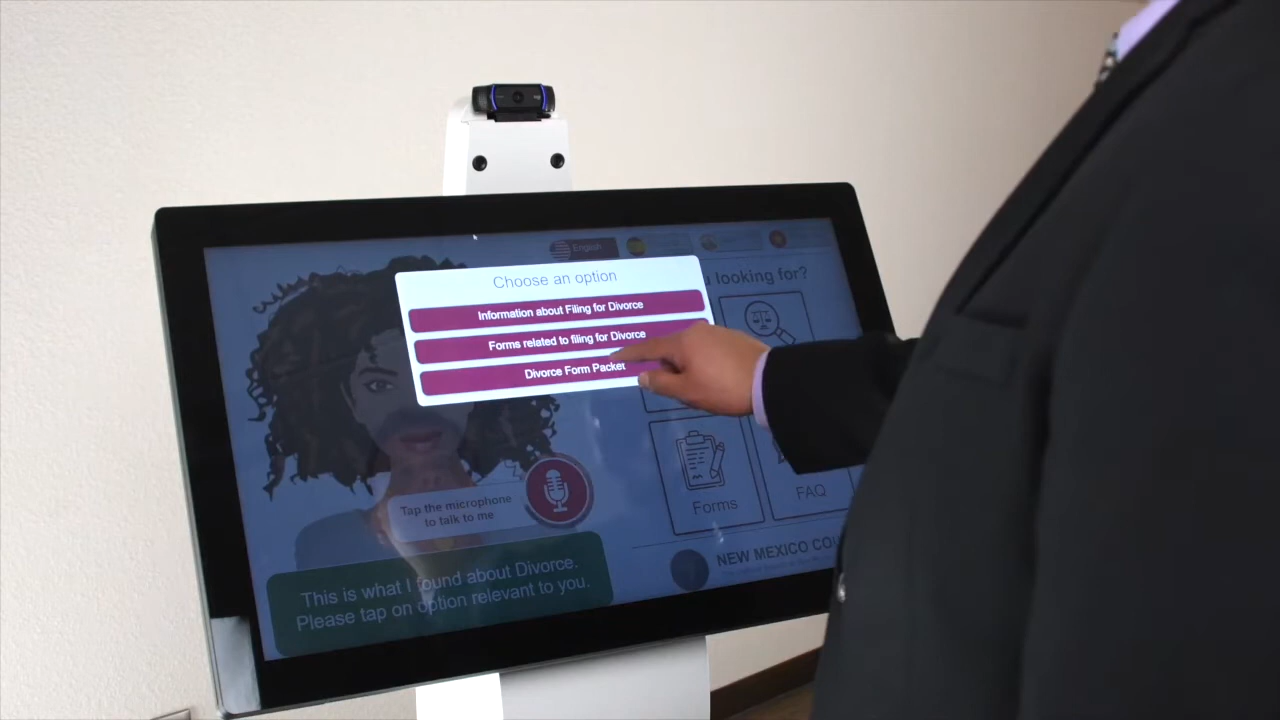 English
Choose an option
u looking for?
Information about Filing for Divorce
Forms related to filing for Divorce
Divorce Form Packet
Tap the microphone
to talk to me
Forms
FAQ
This is what I found about Divorce.
Please tap on option relevant to you.
NEW MEXICO COU